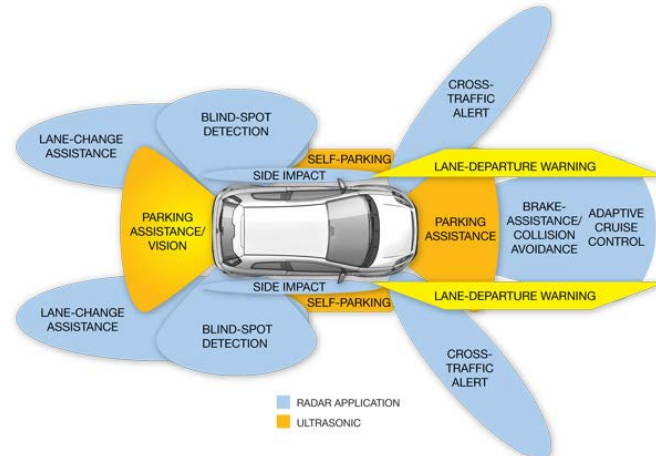 CROSS-
TRAFFIC
ALERT
BLIND-SPOT
DETECTION
LANE-CHANGE
ASSISTANCE
SELF-PARKING
LANE-DEPARTURE WARNING
SIDE IMPACT
PARKING
ASSISTANCE/
VISION
PARKING
ASSISTANCE
BRAKE-
ASSISTANCE/
COLLISION
AVOIDANCE
ADAPTIVE
CRUISE
CONTROL
SIDE IMPACT
SELF-PARKING
LANE-DEPARTURE WARNING
LANE-CHANGE
ASSISTANCE
BLIND-SPOT
DETECTION
CROSS-
TRAFFIC
ALERT
RADAR APPLICATION
ULTRASONIC